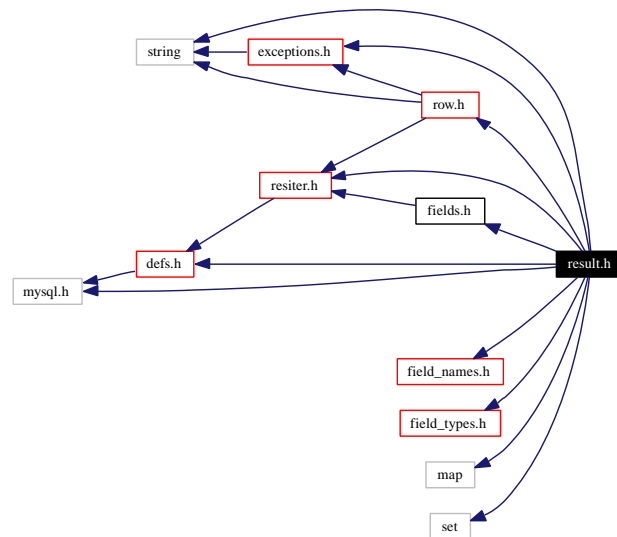 string
exceptions.h
row.h
resiter.h
fields.h
defs.h
result.h
mysql.h
field_names.h
field_types.h
map
set